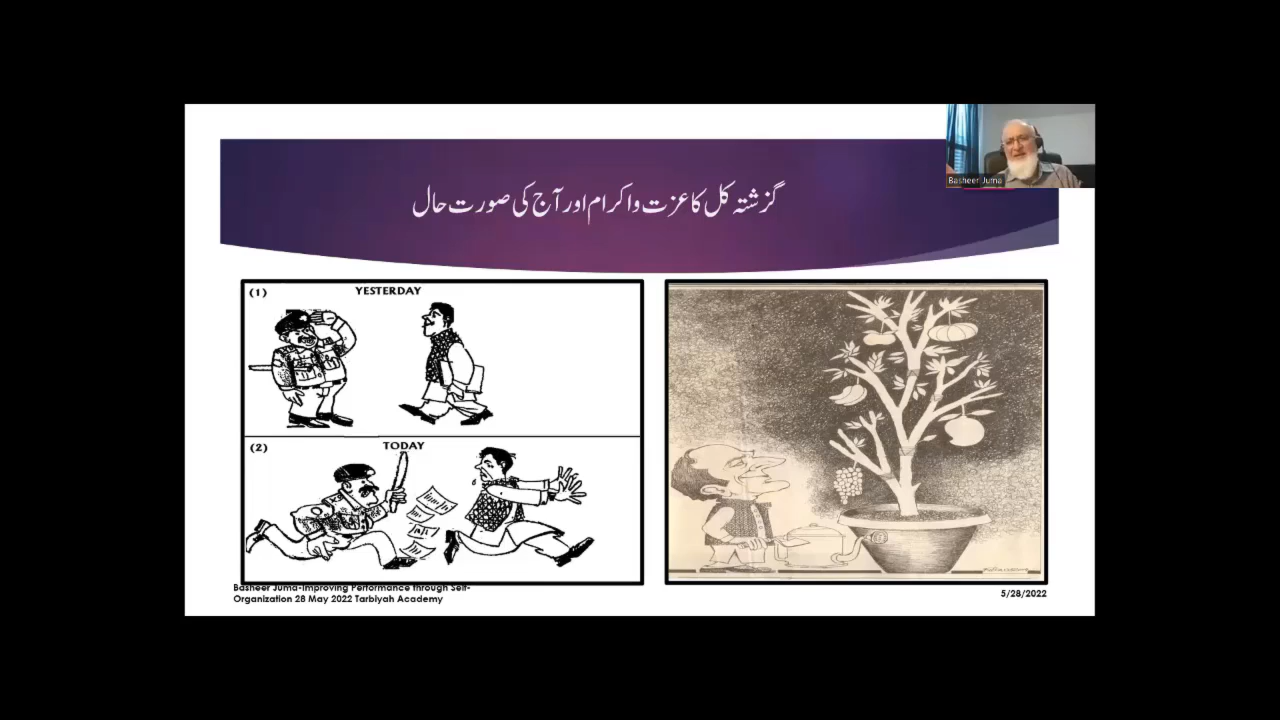 گزشتہ کل کا عزت و اکرام اور آج کی صورت حال
Basheer Juma
(1) YESTERDAY
(2) TODAY
Basheer Juma-Improving Performance through Self-
Organization 28 May 2022 Tarbiyah Academy
5/28/2022